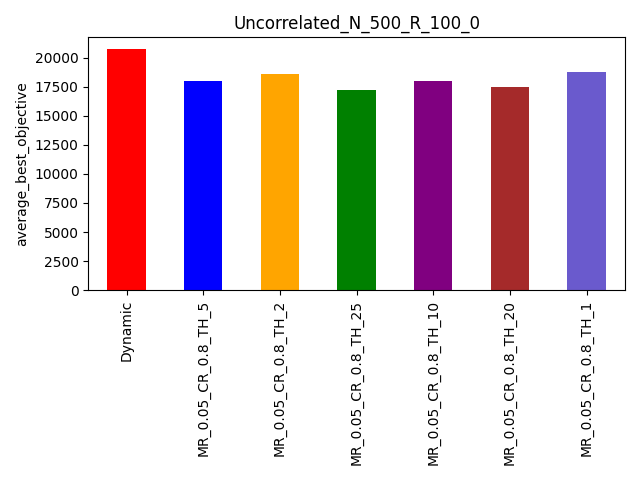 Uncorrelated_N_500_R_100_0
average_best_objective
20000
17500
15000
12500
10000
7500
5000
2500
0
Dynamic
MR_0.05_CR_0.8_TH_5
MR_0.05_CR_0.8_TH_2
MR_0.05_CR_0.8_TH_25
MR_0.05_CR_0.8_TH_10
MR_0.05_CR_0.8_TH_20
MR_0.05_CR_0.8_TH_1